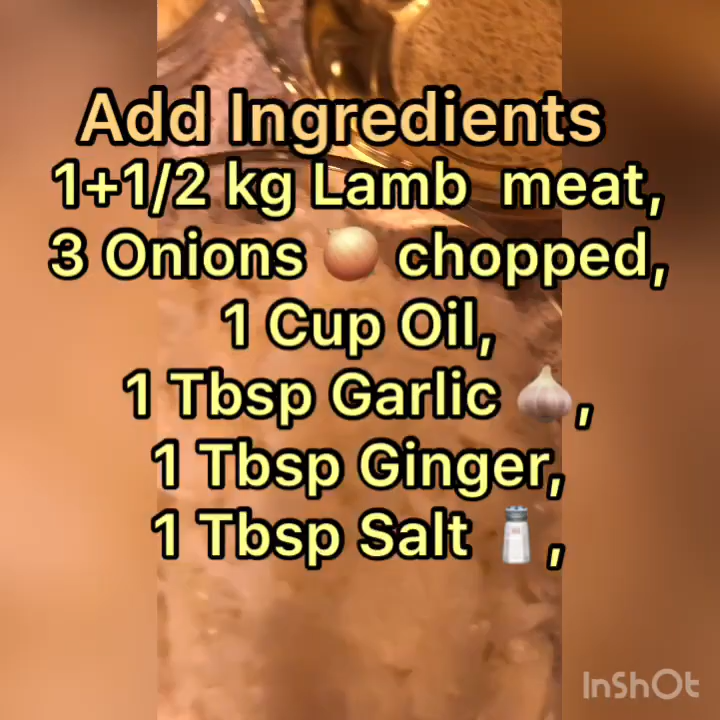 Add Ingredients
1+1/2 kg Lamb meat,
3 Onions 🧅 chopped,
1 Cup Oil,
1 Tbsp Garlic 🧄,
1 Tbsp Ginger,
1 Tbsp Salt 🧂,
InShOt